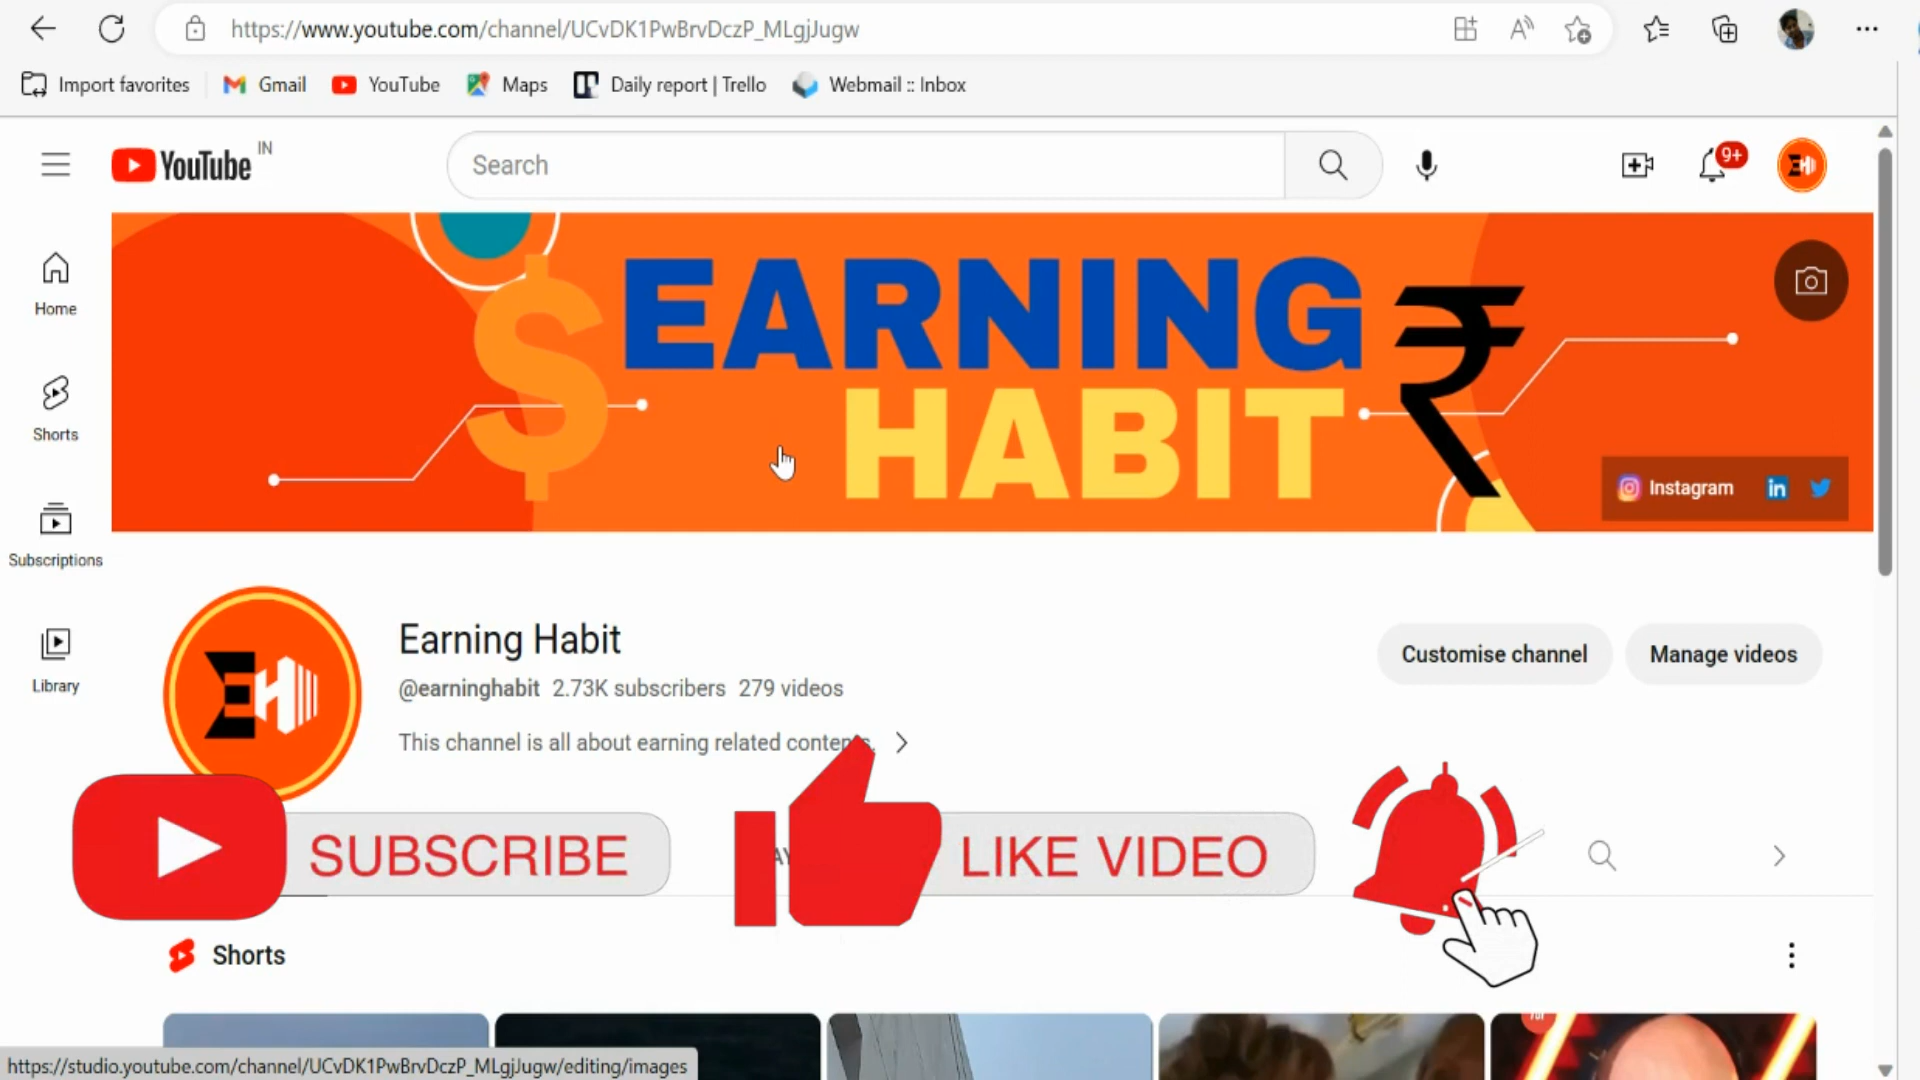 https://www.youtube.com/channel/UCvDK1PwBrvDczP_MLgjJugw
Import favorites Gmail YouTube Maps Daily report | Trello Webmail :: Inbox
YouTube IN Search 9+
EARNING
HABIT
Instagram in
Home
Shorts
Subscriptions
Library
Earning Habit
@earninghabit 2.73K subscribers 279 videos
This channel is all about earning related contents.
Customise channel Manage videos
SUBSCRIBE LIKE VIDEO
Shorts
https://studio.youtube.com/channel/UCvDK1PwBrvDczP_MLgjJugw/editing/images